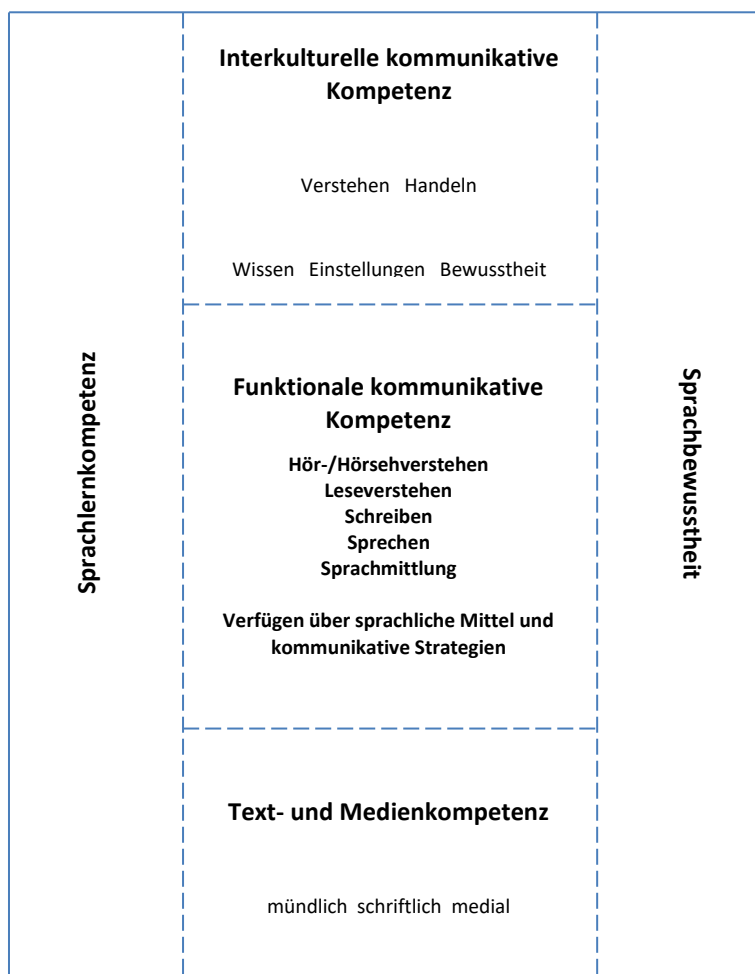 Interkulturelle kommunikative
Kompetenz
Verstehen Handeln
Wissen Einstellungen Bewusstheit
Sprachlernkompetenz
Funktionale kommunikative
Kompetenz
Hör-/Hörsehverstehen
Leseverstehen
Schreiben
Sprechen
Sprachmittlung
Verfügen über sprachliche Mittel und
kommunikative Strategien
Sprachbewusstheit
Text- und Medienkompetenz
mündlich schriftlich medial